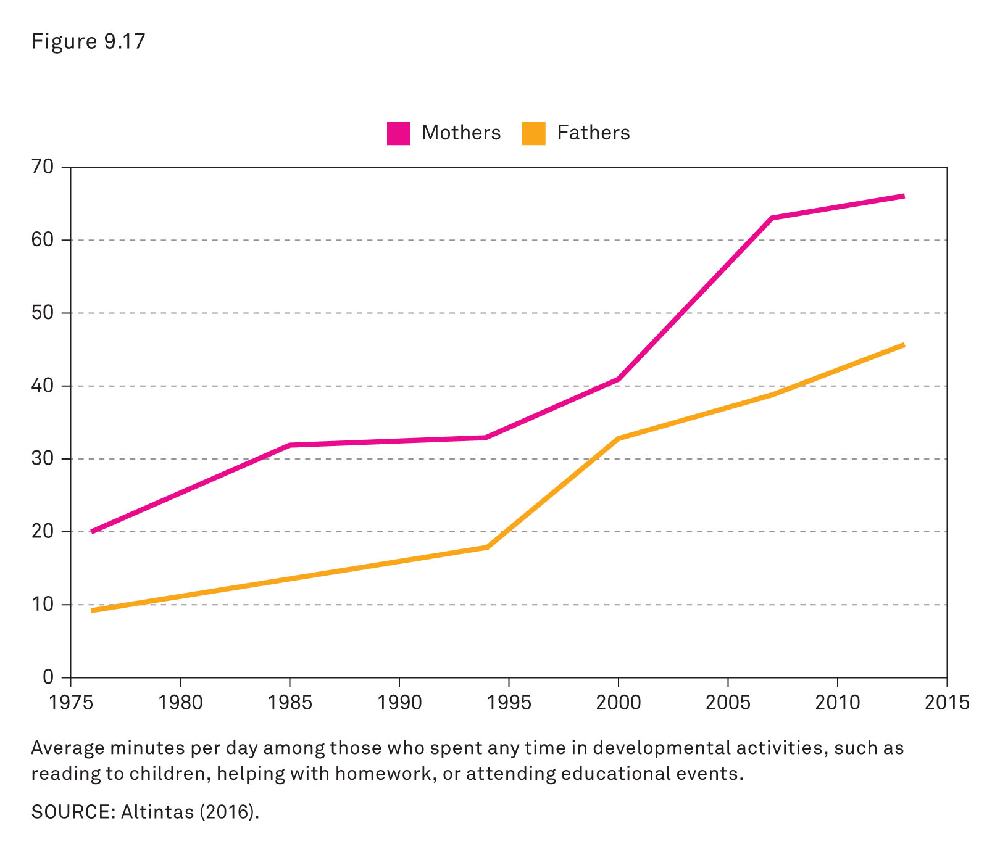 Figure 9.17
Mothers Fathers
70
60
50
40
30
20
10
0
1975 1980 1985 1990 1995 2000 2005 2010 2015
Average minutes per day among those who spent any time in developmental activities, such as
reading to children, helping with homework, or attending educational events.
SOURCE: Altintas (2016).